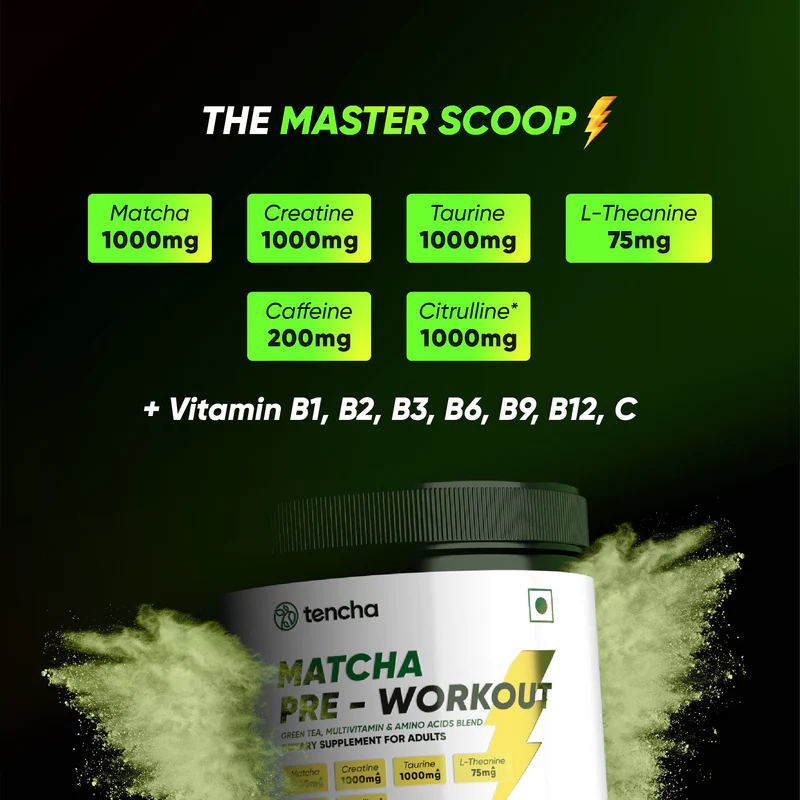 THE MASTER SCOOP⚡
Matcha Creatine Taurine L-Theanine
1000mg 1000mg 1000mg 75mg
Caffeine Citrulline*
200mg 1000mg
+ Vitamin B1, B2, B3, B6, B9, B12, C
tencha
MATCHA
PRE - WORKOUT
GREEN TEA, MULTIVITAMIN & AMINO ACIDS BLEND
DIETARY SUPPLEMENT FOR ADULTS
Matcha Creatine Taurine L-Theanine
1000mg 1000mg 75mg